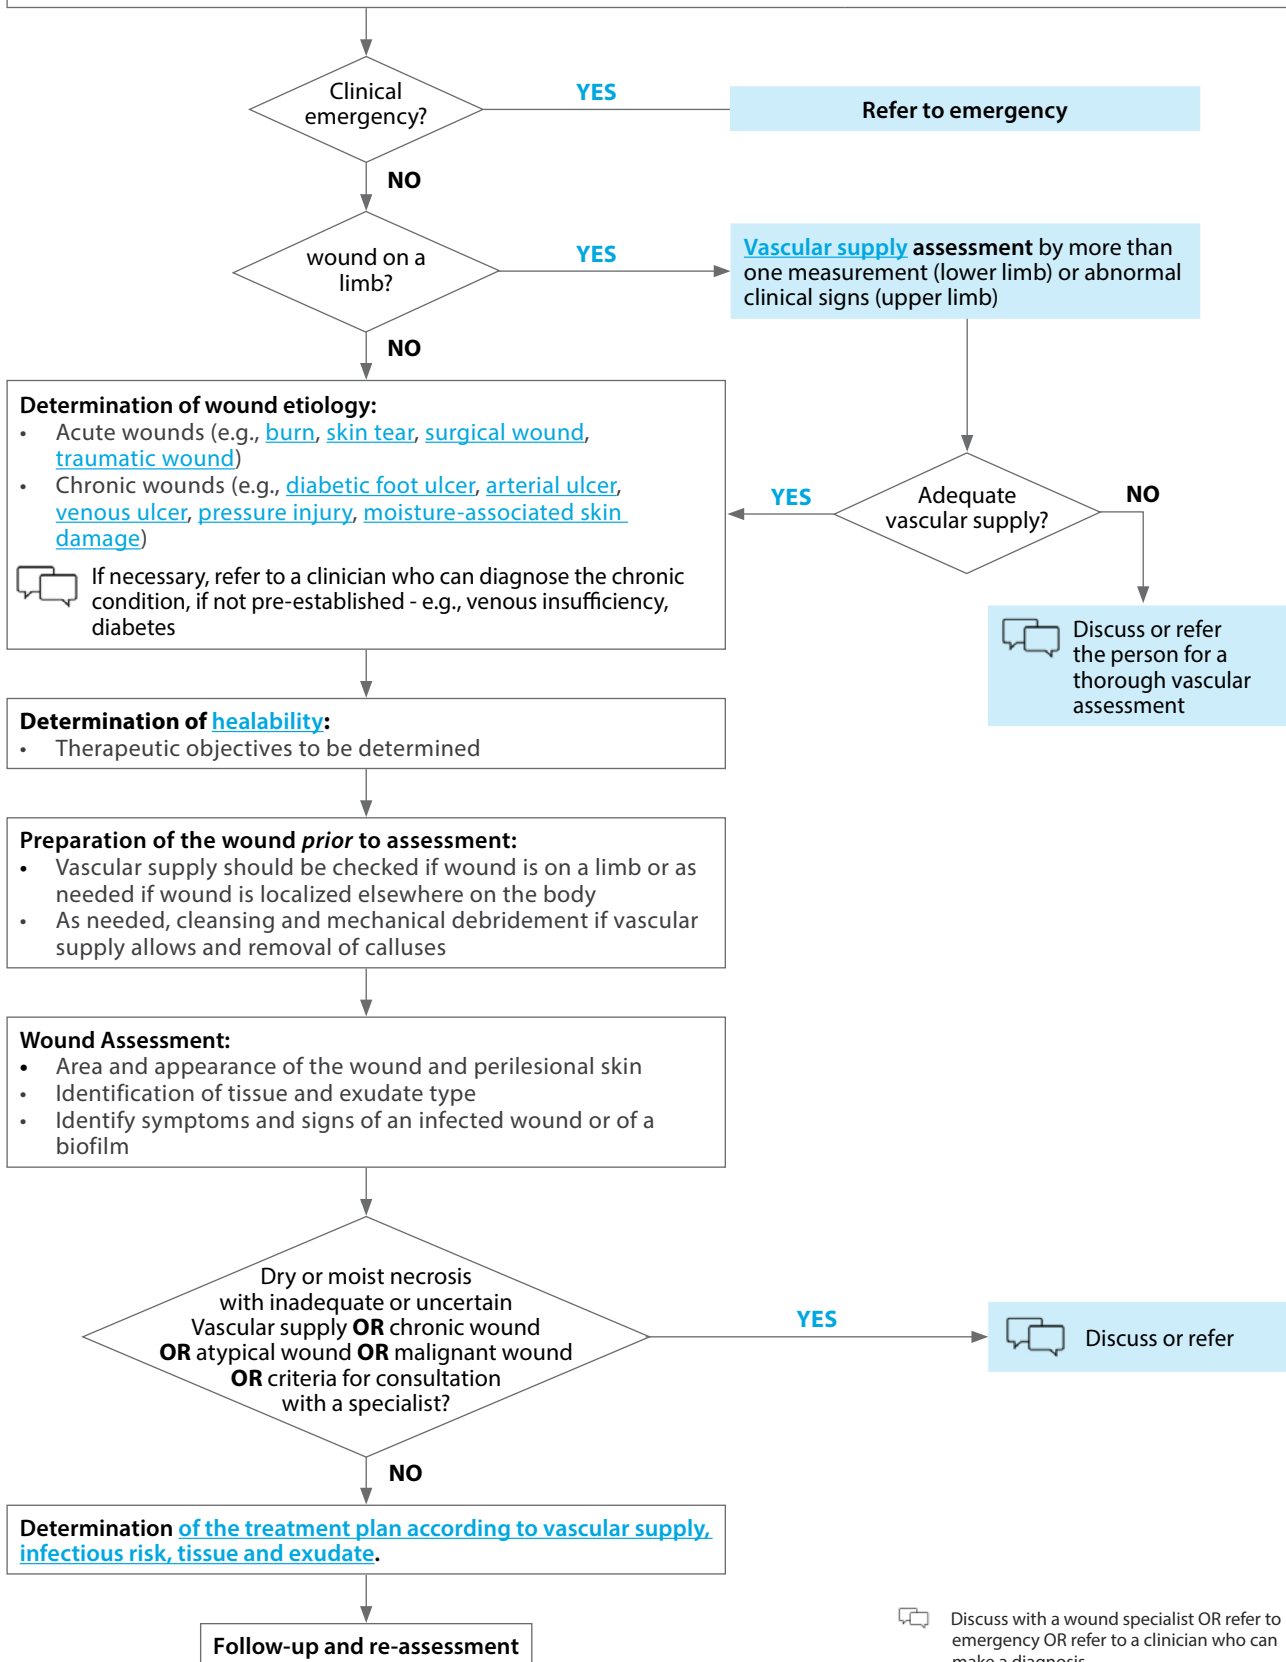 Clinical
emergency?
YES
Refer to emergency
NO
wound on a
limb?
YES
Vascular supply assessment by more than
one measurement (lower limb) or abnormal
clinical signs (upper limb)
NO
Determination of wound etiology:
• Acute wounds (e.g., burn, skin tear, surgical wound,
traumatic wound)
• Chronic wounds (e.g., diabetic foot ulcer, arterial ulcer,
venous ulcer, pressure injury, moisture-associated skin
damage)
If necessary, refer to a clinician who can diagnose the chronic
condition, if not pre-established - e.g., venous insufficiency,
diabetes
YES
Adequate
vascular supply?
NO
Discuss or refer
the person for a
thorough vascular
assessment
Determination of healability:
• Therapeutic objectives to be determined
Preparation of the wound prior to assessment:
• Vascular supply should be checked if wound is on a limb or as
needed if wound is localized elsewhere on the body
• As needed, cleansing and mechanical debridement if vascular
supply allows and removal of calluses
Wound Assessment:
• Area and appearance of the wound and perilesional skin
• Identification of tissue and exudate type
• Identify symptoms and signs of an infected wound or of a
biofilm
Dry or moist necrosis
with inadequate or uncertain
Vascular supply OR chronic wound
OR atypical wound OR malignant wound
OR criteria for consultation
with a specialist?
YES
Discuss or refer
NO
Determination of the treatment plan according to vascular supply,
infectious risk, tissue and exudate.
Follow-up and re-assessment
Discuss with a wound specialist OR refer to
emergency OR refer to a clinician who can
make a diagnosis